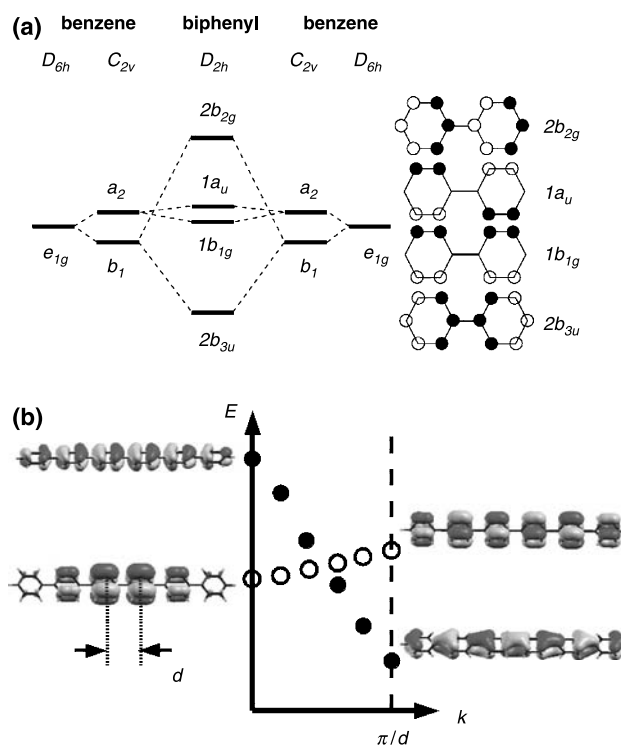 (a) benzene biphenyl benzene
D6h C2v D2h C2v D6h
2b2g
2b2g
a2 1au a2
1au
e1g 1b1g e1g
b1 b1
1b1g
2b3u
2b3u
(b) E
d
k
π/d